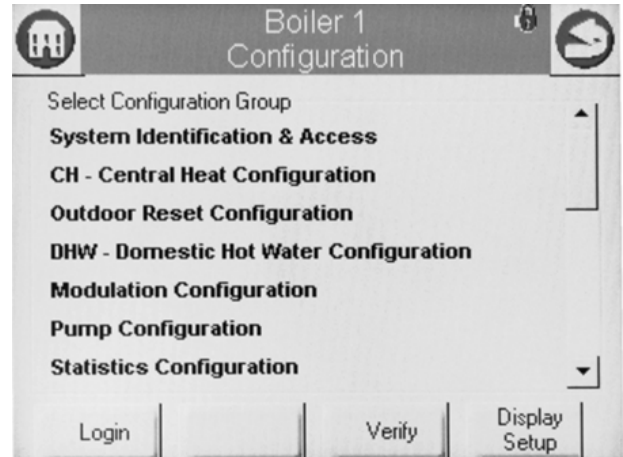 Boiler 1
Configuration
Select Configuration Group
System Identification & Access
CH - Central Heat Configuration
Outdoor Reset Configuration
DHW - Domestic Hot Water Configuration
Modulation Configuration
Pump Configuration
Statistics Configuration
Login
Verify
Display
Setup